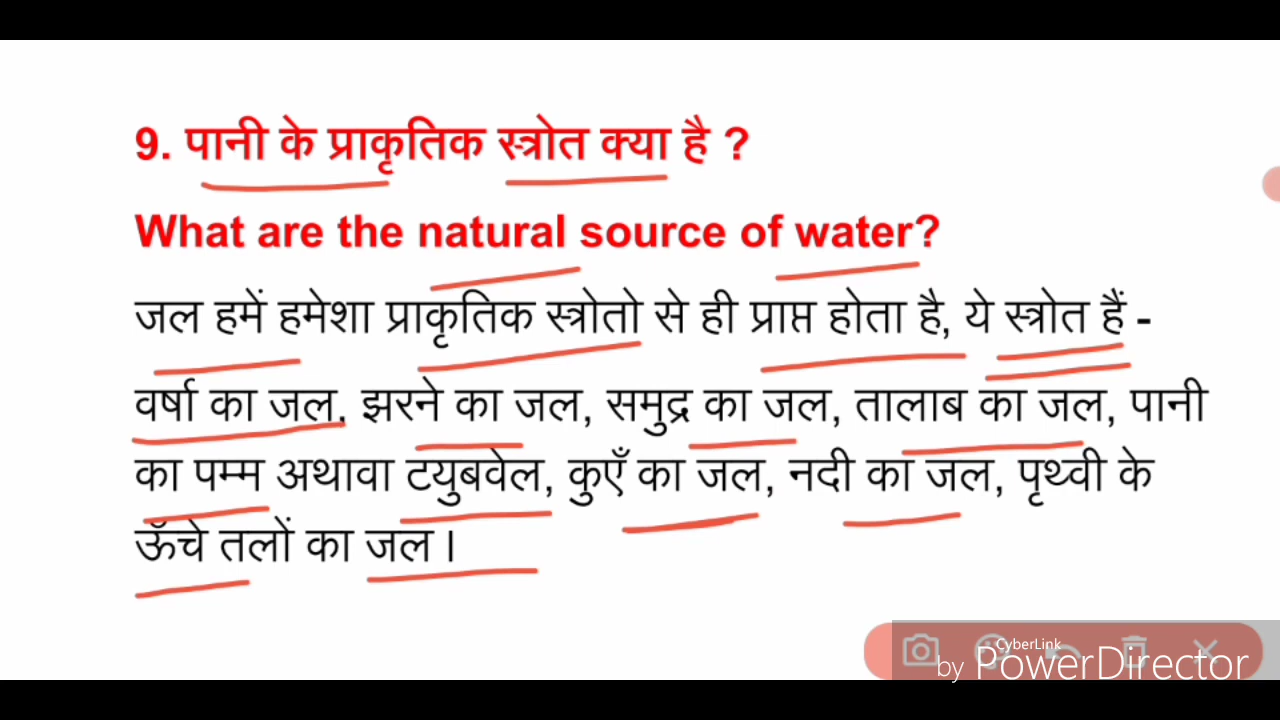 9. पानी के प्राकृतिक स्त्रोत क्या है ?
What are the natural source of water?
जल हमें हमेशा प्राकृतिक स्त्रोतो से ही प्राप्त होता है, ये स्त्रोत हैं -
वर्षा का जल, झरने का जल, समुद्र का जल, तालाब का जल, पानी
का पम्म अथावा टयुबवेल, कुएँ का जल, नदी का जल, पृथ्वी के
ऊँचे तलों का जल ।
CyberLink
by PowerDirector